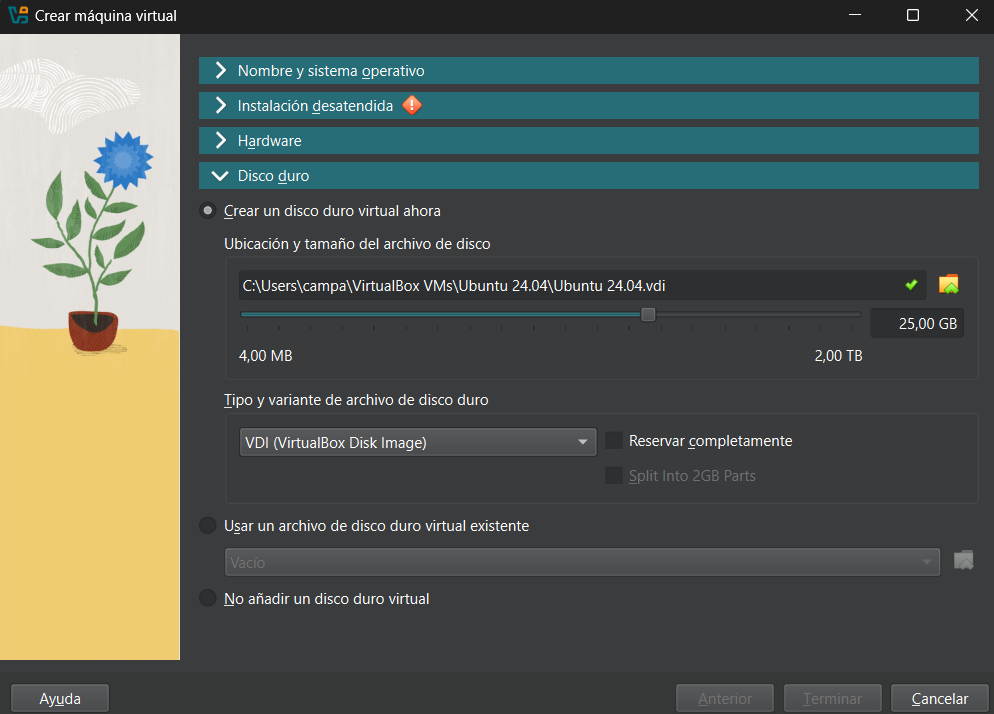 Crear máquina virtual
Nombre y sistema operativo
Instalación desatendida
Hardware
Disco duro
Crear un disco duro virtual ahora
Ubicación y tamaño del archivo de disco
C:\Users\campa\VirtualBox VMs\Ubuntu 24.04\Ubuntu 24.04.vdi
25,00 GB
4,00 MB 2,00 TB
Tipo y variante de archivo de disco duro
VDI (VirtualBox Disk Image) Reservar completamente
Split Into 2GB Parts
Usar un archivo de disco duro virtual existente
Vacío
No añadir un disco duro virtual
Ayuda Anterior Terminar Cancelar